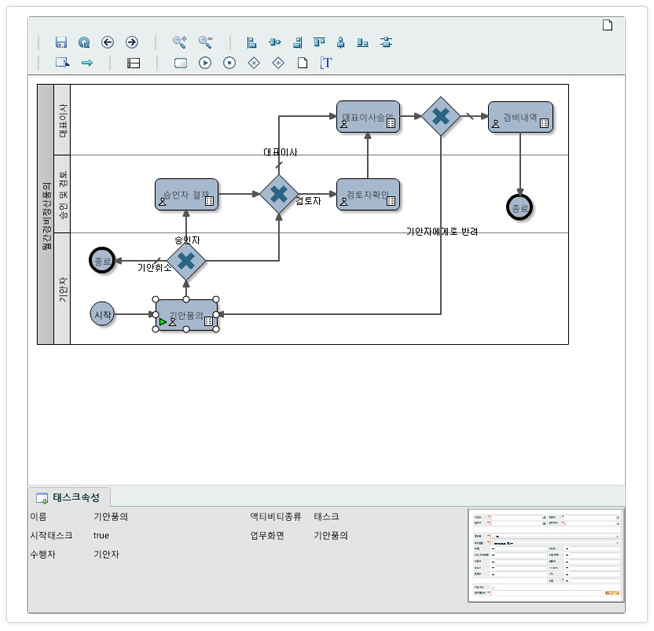 T
대표이사
대표이사승인
경비내역
대표이사
종료
승인 및 검토
승인자 결재
검토자확인
검토자
월간경비정산품의
기안자에게로 반려
승인자
종료
기안취소
기안자
시작
기안품의
태스크속성
이름 기안품의 액티비티종류 태스크
시작태스크 true 업무화면 기안품의
수행자 기안자